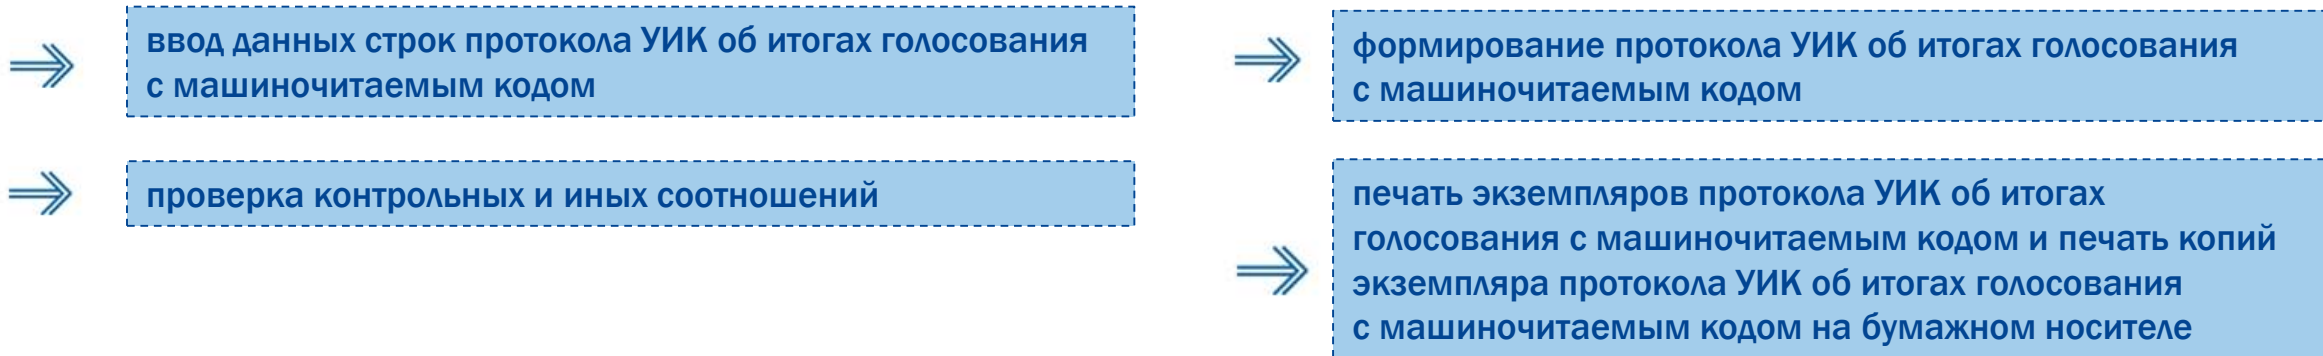 ввод данных строк протокола УИК об итогах голосования
с машиночитаемым кодом
проверка контрольных и иных соотношений
формирование протокола УИК об итогах голосования
с машиночитаемым кодом
печать экземпляров протокола УИК об итогах
голосования с машиночитаемым кодом и печать копий
экземпляра протокола УИК об итогах голосования
с машиночитаемым кодом на бумажном носителе